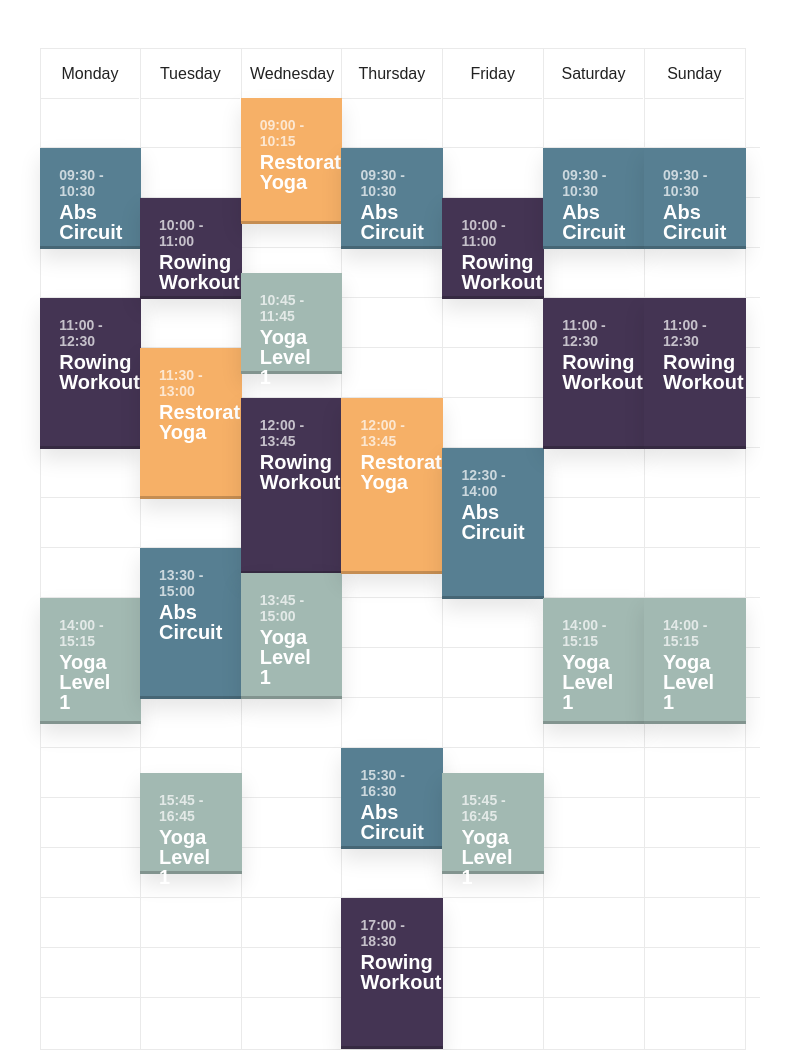 Monday
Tuesday
Wednesday
Thursday
Friday
Saturday
Sunday
09:30 -
10:30
Abs
Circuit
11:00 -
12:30
Rowing
Workout
14:00 -
15:15
Yoga
Level
1
10:00 -
11:00
Rowing
Workout
11:30 -
13:00
Restorat
Yoga
13:30 -
15:00
Abs
Circuit
15:45 -
16:45
Yoga
Level
1
09:00 -
10:15
Restorat
Yoga
10:45 -
11:45
Yoga
Level
1
12:00 -
13:45
Rowing
Workout
13:45 -
15:00
Yoga
Level
1
09:30 -
10:30
Abs
Circuit
12:00 -
13:45
Restorat
Yoga
15:30 -
16:30
Abs
Circuit
17:00 -
18:30
Rowing
Workout
10:00 -
11:00
Rowing
Workout
12:30 -
14:00
Abs
Circuit
15:45 -
16:45
Yoga
Level
1
09:30 -
10:30
Abs
Circuit
11:00 -
12:30
Rowing
Workout
14:00 -
15:15
Yoga
Level
1
09:30 -
10:30
Abs
Circuit
11:00 -
12:30
Rowing
Workout
14:00 -
15:15
Yoga
Level
1